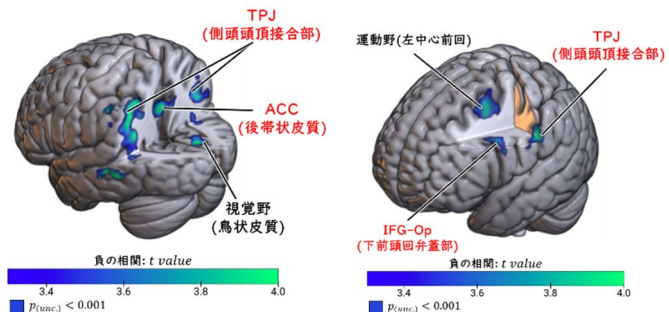 TPJ
(側頭頭頂接合部)
ACC
(後帯状皮質)
視覚野
(鳥状皮質)
負の相関: t value
3.4 3.6 3.8 4.0
p(unc.) < 0.001
運動野(左中心前回)
TPJ
(側頭頭頂接合部)
IFG-Op
(下前頭回弁蓋部)
負の相関: t value
3.4 3.6 3.8 4.0
p(unc.) < 0.001